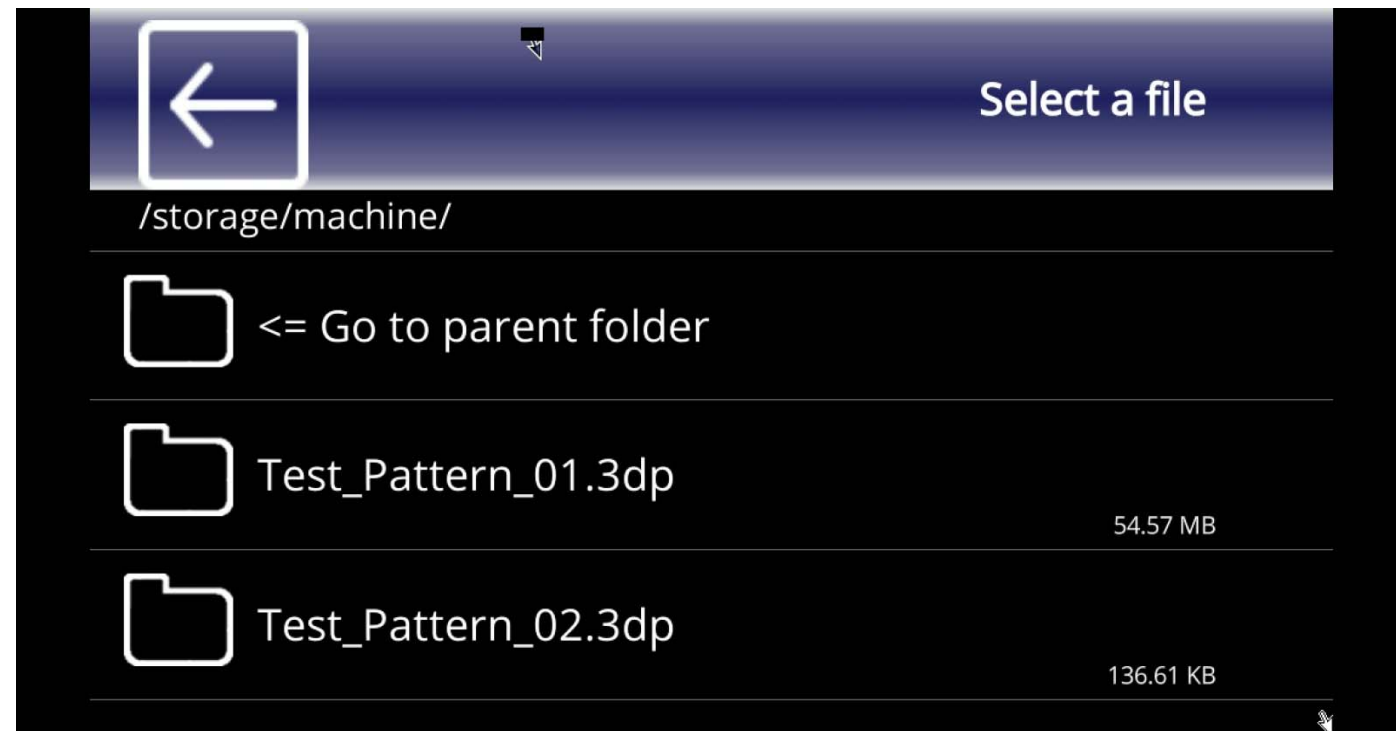 Select a file
/storage/machine/
<= Go to parent folder
Test_Pattern_01.3dp
54.57 MB
Test_Pattern_02.3dp
136.61 KB